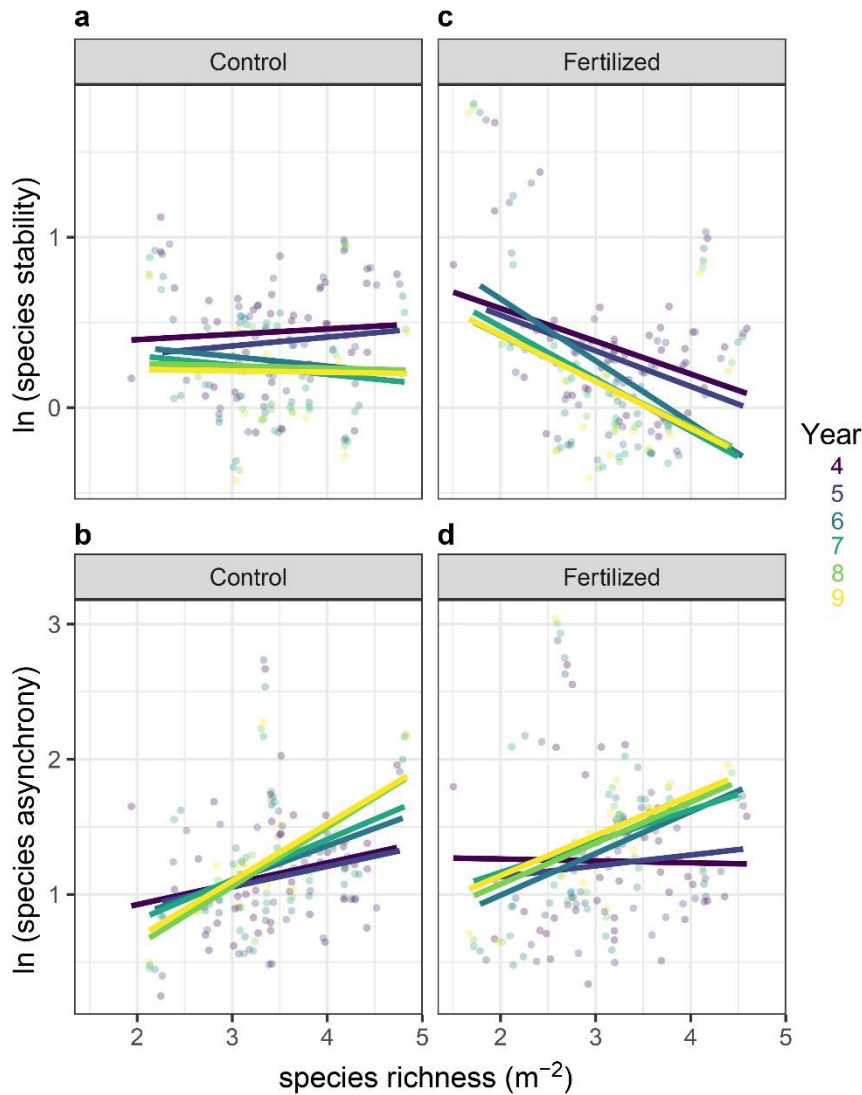 a
Control
c
Fertilized
ln (species stability)
1
0
b
Control
d
Fertilized
ln (species asynchrony)
3
2
1
2
3
4
5
2
3
4
5
species richness (m⁻²)
Year
4
5
6
7
8
9